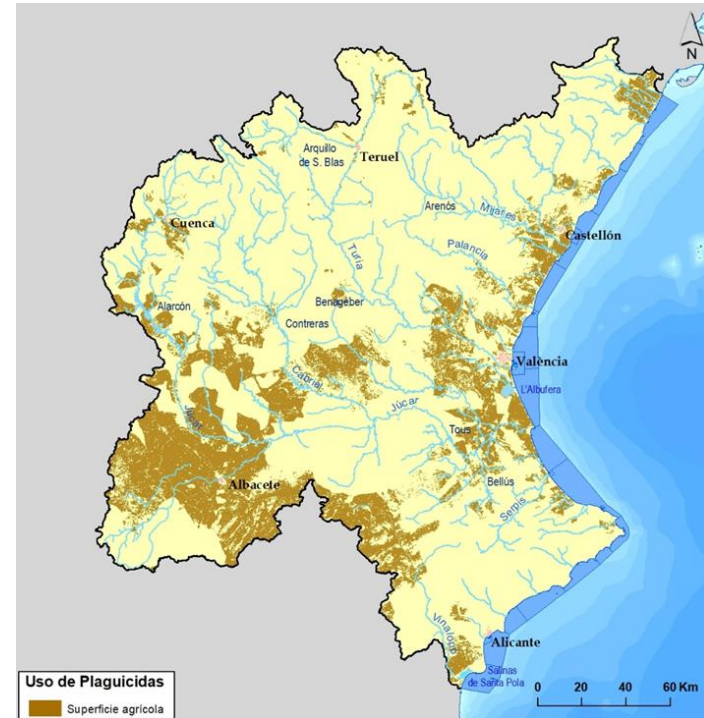 N
Arquillo
de S. Blas
Teruel
Arenós
Mijares
Cuenca
Castellón
Palancia
Turia
Alarcón
Benagéber
Contreras
València
Cabriel
L'Albufera
Júcar
Júcar
Tous
Albacete
Bellús
Serpis
Vinalopó
Alicante
Salinas
de Santa Pola
Uso de Plaguicidas
Superficie agrícola
0 20 40 60 Km